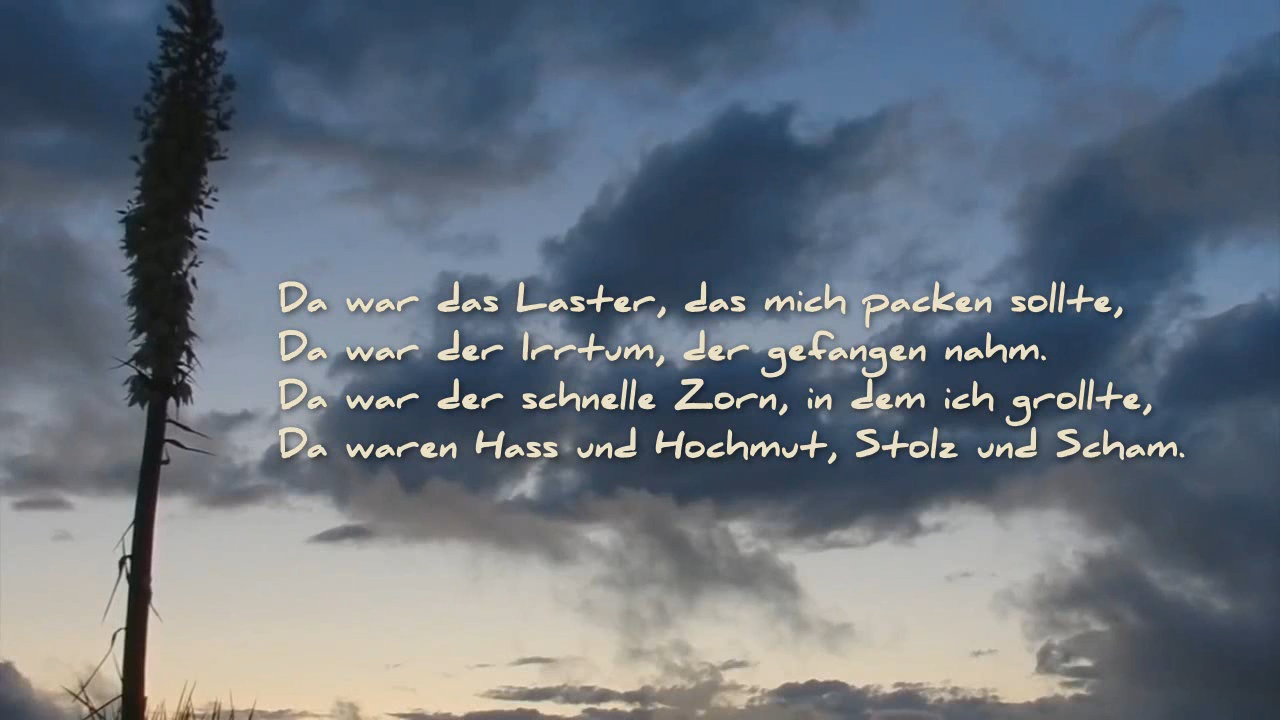 Da war das Laster, das mich packen sollte,
Da war der Irrtum, der gefangen nahm.
Da war der schnelle Zorn, in dem ich grollte,
Da waren Hass und Hochmut, Stolz und Scham.